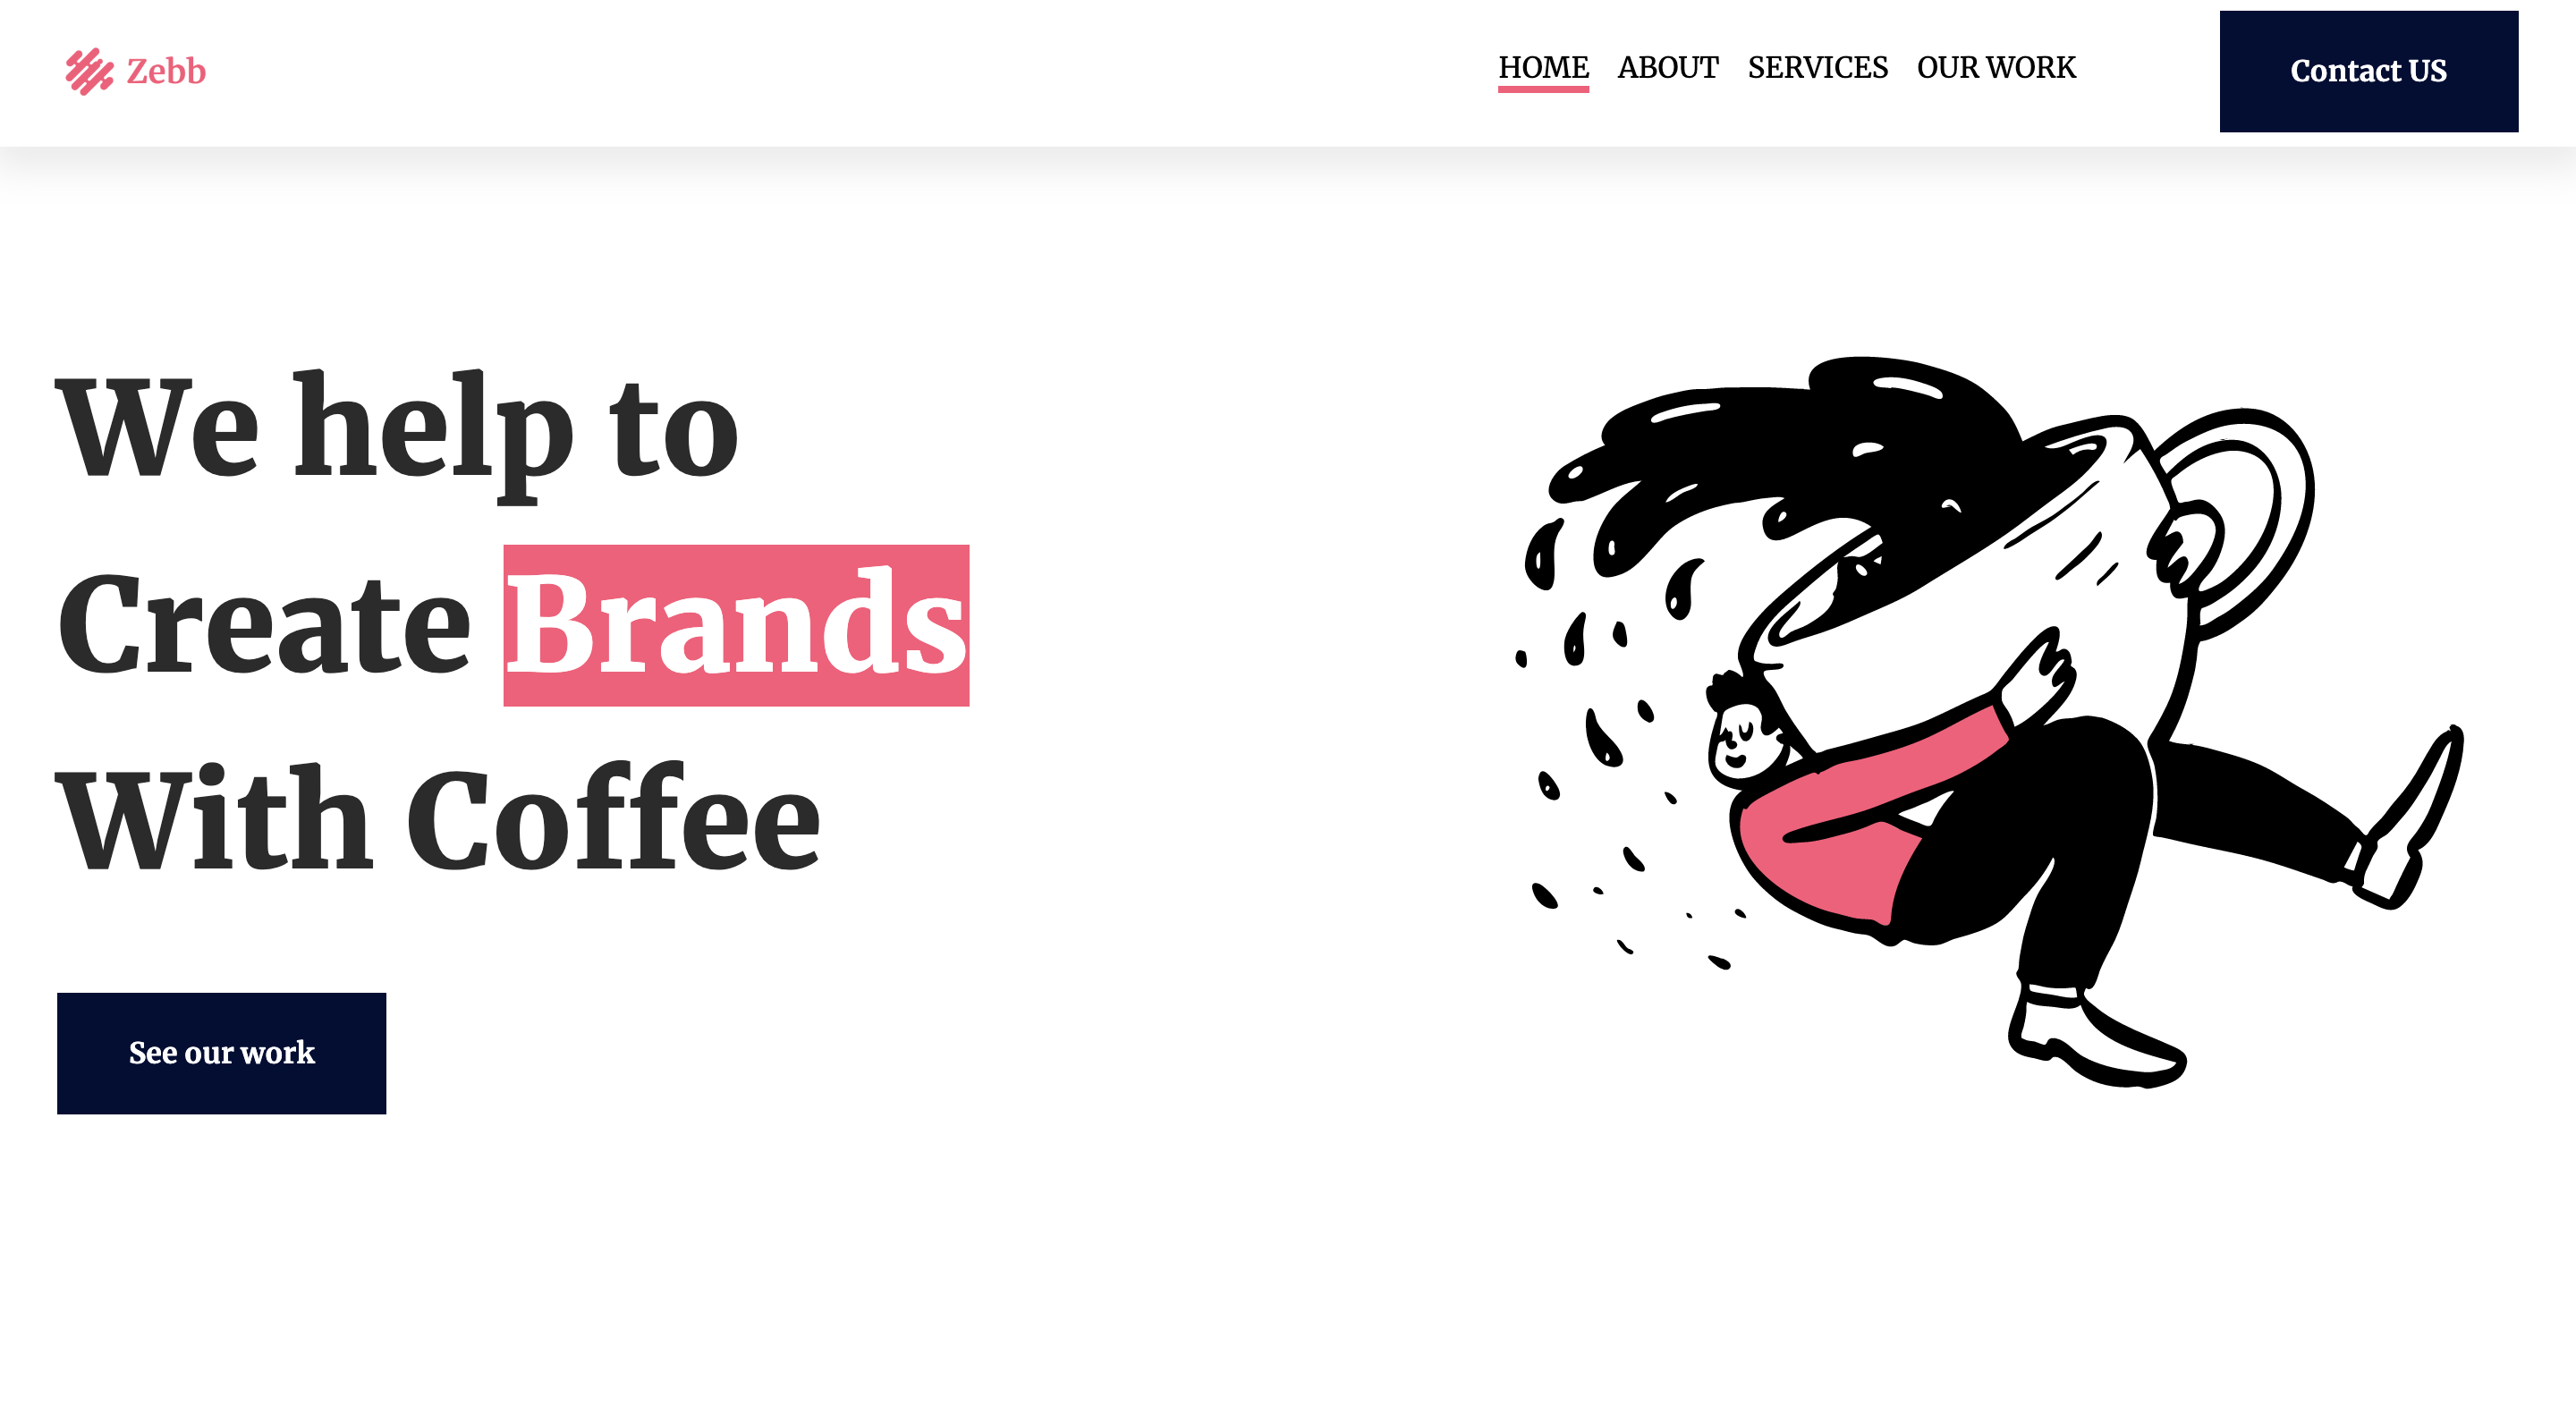 Zebb
HOME ABOUT SERVICES OUR WORK
Contact US
We help to
Create Brands
With Coffee
See our work